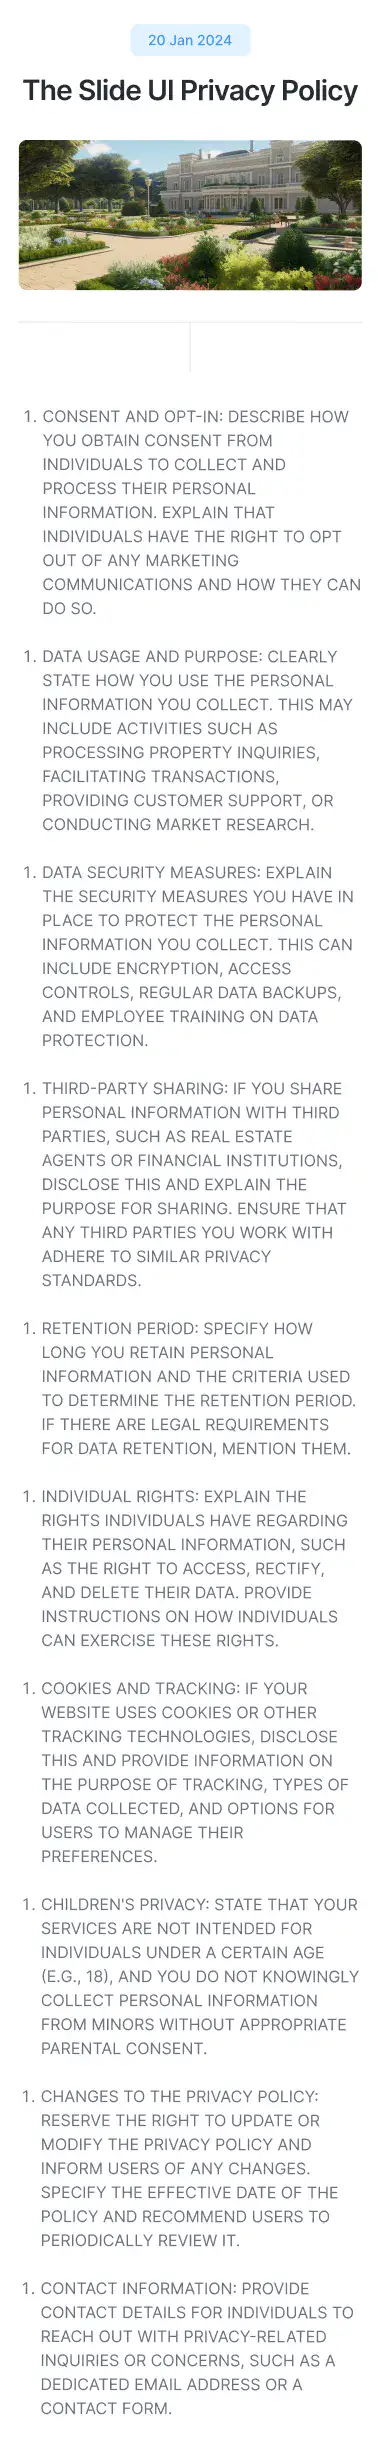 20 Jan 2024
The Slide UI Privacy Policy
1. CONSENT AND OPT-IN: DESCRIBE HOW
YOU OBTAIN CONSENT FROM
INDIVIDUALS TO COLLECT AND
PROCESS THEIR PERSONAL
INFORMATION. EXPLAIN THAT
INDIVIDUALS HAVE THE RIGHT TO OPT
OUT OF ANY MARKETING
COMMUNICATIONS AND HOW THEY CAN
DO SO.
1. DATA USAGE AND PURPOSE: CLEARLY
STATE HOW YOU USE THE PERSONAL
INFORMATION YOU COLLECT. THIS MAY
INCLUDE ACTIVITIES SUCH AS
PROCESSING PROPERTY INQUIRIES,
FACILITATING TRANSACTIONS,
PROVIDING CUSTOMER SUPPORT, OR
CONDUCTING MARKET RESEARCH.
1. DATA SECURITY MEASURES: EXPLAIN
THE SECURITY MEASURES YOU HAVE IN
PLACE TO PROTECT THE PERSONAL
INFORMATION YOU COLLECT. THIS CAN
INCLUDE ENCRYPTION, ACCESS
CONTROLS, REGULAR DATA BACKUPS,
AND EMPLOYEE TRAINING ON DATA
PROTECTION.
1. THIRD-PARTY SHARING: IF YOU SHARE
PERSONAL INFORMATION WITH THIRD
PARTIES, SUCH AS REAL ESTATE
AGENTS OR FINANCIAL INSTITUTIONS,
DISCLOSE THIS AND EXPLAIN THE
PURPOSE FOR SHARING. ENSURE THAT
ANY THIRD PARTIES YOU WORK WITH
ADHERE TO SIMILAR PRIVACY
STANDARDS.
1. RETENTION PERIOD: SPECIFY HOW
LONG YOU RETAIN PERSONAL
INFORMATION AND THE CRITERIA USED
TO DETERMINE THE RETENTION PERIOD.
IF THERE ARE LEGAL REQUIREMENTS
FOR DATA RETENTION, MENTION THEM.
1. INDIVIDUAL RIGHTS: EXPLAIN THE
RIGHTS INDIVIDUALS HAVE REGARDING
THEIR PERSONAL INFORMATION, SUCH
AS THE RIGHT TO ACCESS, RECTIFY,
AND DELETE THEIR DATA. PROVIDE
INSTRUCTIONS ON HOW INDIVIDUALS
CAN EXERCISE THESE RIGHTS.
1. COOKIES AND TRACKING: IF YOUR
WEBSITE USES COOKIES OR OTHER
TRACKING TECHNOLOGIES, DISCLOSE
THIS AND PROVIDE INFORMATION ON
THE PURPOSE OF TRACKING, TYPES OF
DATA COLLECTED, AND OPTIONS FOR
USERS TO MANAGE THEIR
PREFERENCES.
1. CHILDREN'S PRIVACY: STATE THAT YOUR
SERVICES ARE NOT INTENDED FOR
INDIVIDUALS UNDER A CERTAIN AGE
(E.G., 18), AND YOU DO NOT KNOWINGLY
COLLECT PERSONAL INFORMATION
FROM MINORS WITHOUT APPROPRIATE
PARENTAL CONSENT.
1. CHANGES TO THE PRIVACY POLICY:
RESERVE THE RIGHT TO UPDATE OR
MODIFY THE PRIVACY POLICY AND
INFORM USERS OF ANY CHANGES.
SPECIFY THE EFFECTIVE DATE OF THE
POLICY AND RECOMMEND USERS TO
PERIODICALLY REVIEW IT.
1. CONTACT INFORMATION: PROVIDE
CONTACT DETAILS FOR INDIVIDUALS TO
REACH OUT WITH PRIVACY-RELATED
INQUIRIES OR CONCERNS, SUCH AS A
DEDICATED EMAIL ADDRESS OR A
CONTACT FORM.